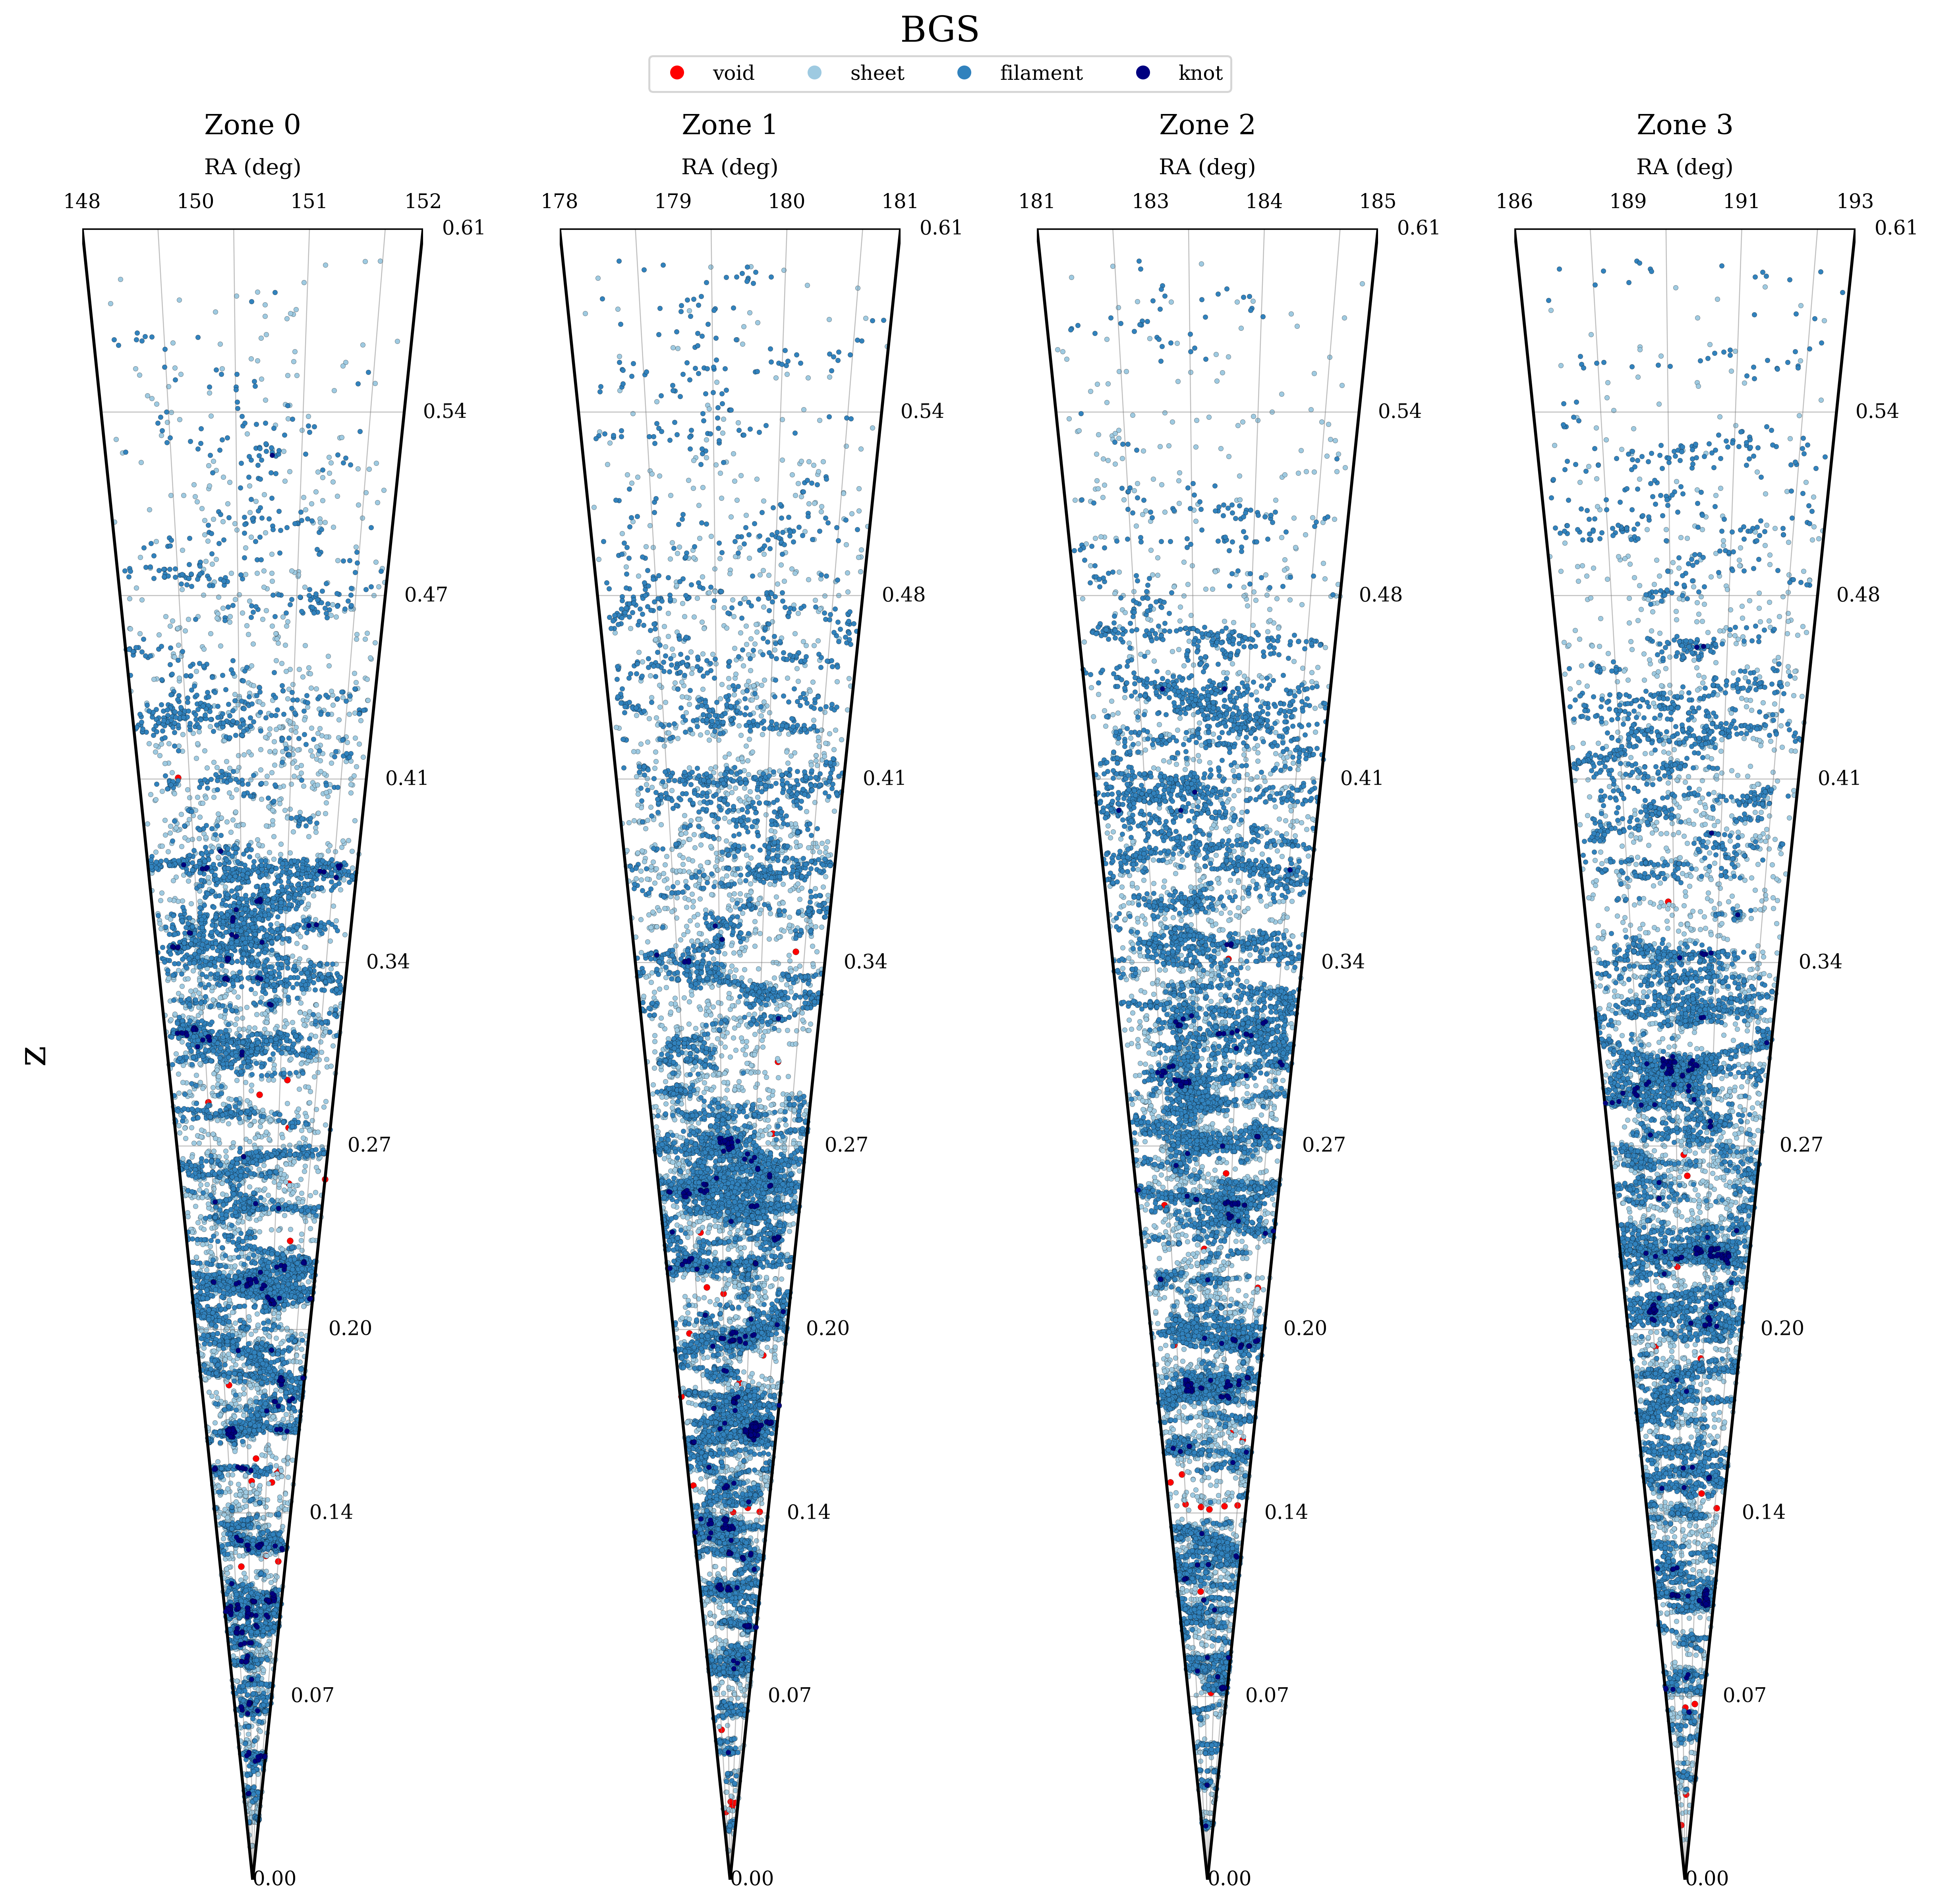 BGS
void sheet filament knot
Zone 0 Zone 1 Zone 2 Zone 3
RA (deg) RA (deg) RA (deg) RA (deg)
148 150 151 152 178 179 180 181 181 183 184 185 186 189 191 193
0.61 0.61 0.61 0.61
0.54 0.54 0.54 0.54
0.47 0.48 0.48 0.48
0.41 0.41 0.41 0.41
0.34 0.34 0.34 0.34
z
0.27 0.27 0.27 0.27
0.20 0.20 0.20 0.20
0.14 0.14 0.14 0.14
0.07 0.07 0.07 0.07
0.00 0.00 0.00 0.00